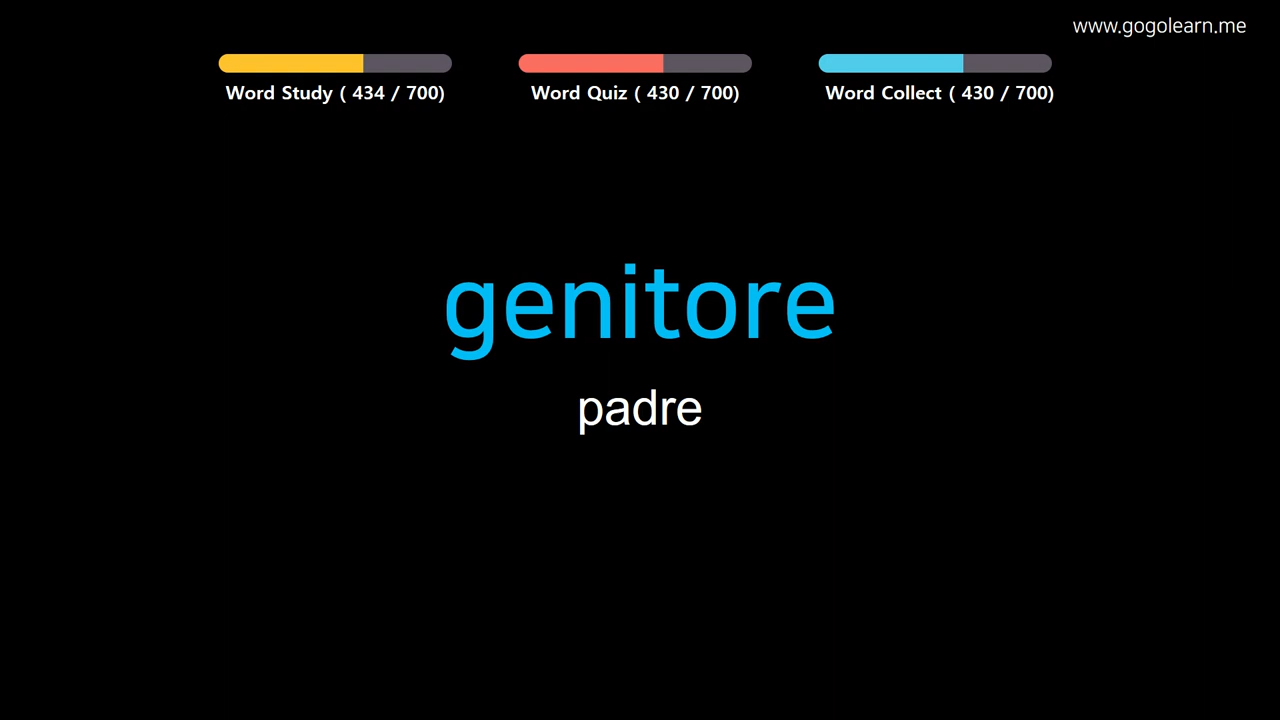 www.gogolearn.me
Word Study ( 434 / 700)
Word Quiz ( 430 / 700)
Word Collect ( 430 / 700)
genitore
padre